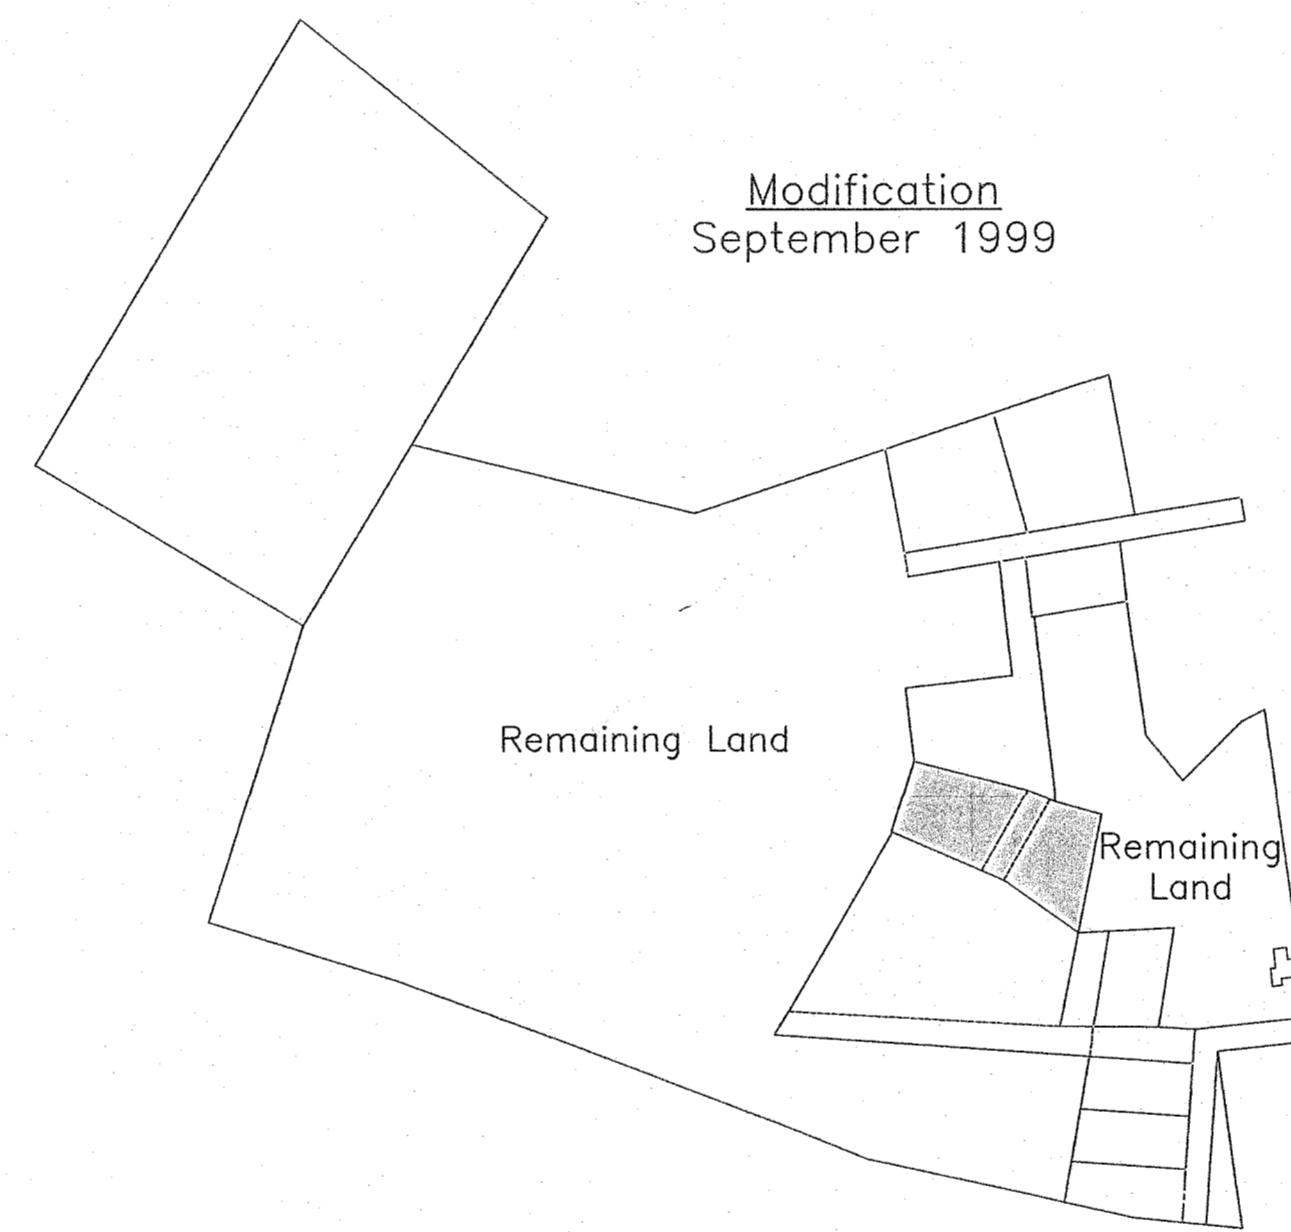 Modification
September 1999
Remaining Land
Remaining
Land